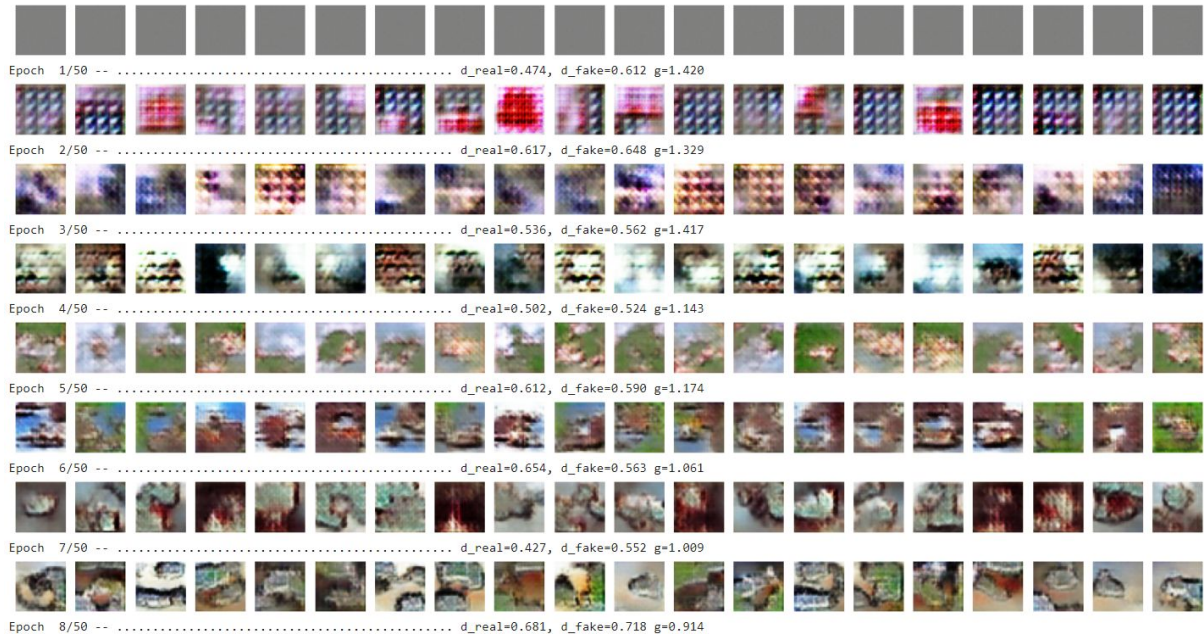 Epoch  1/50 -- ............................................... d_real=0.474, d_fake=0.612 g=1.420
Epoch  2/50 -- ............................................... d_real=0.617, d_fake=0.648 g=1.329
Epoch  3/50 -- ............................................... d_real=0.536, d_fake=0.562 g=1.417
Epoch  4/50 -- ............................................... d_real=0.502, d_fake=0.524 g=1.143
Epoch  5/50 -- ............................................... d_real=0.612, d_fake=0.590 g=1.174
Epoch  6/50 -- ............................................... d_real=0.654, d_fake=0.563 g=1.061
Epoch  7/50 -- ............................................... d_real=0.427, d_fake=0.552 g=1.009
Epoch  8/50 -- ............................................... d_real=0.681, d_fake=0.718 g=0.914